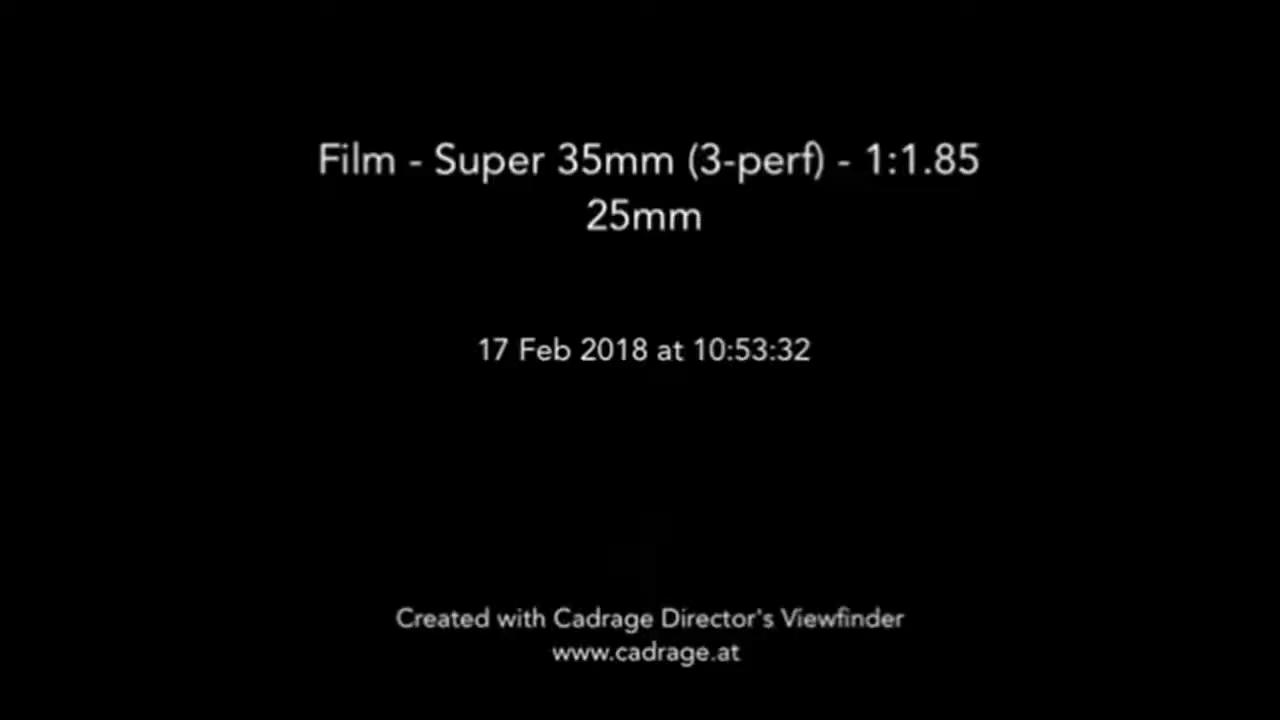 Film - Super 35mm (3-perf) - 1:1.85
25mm
17 Feb 2018 at 10:53:32
Created with Cadrage Director's Viewfinder
www.cadrage.at